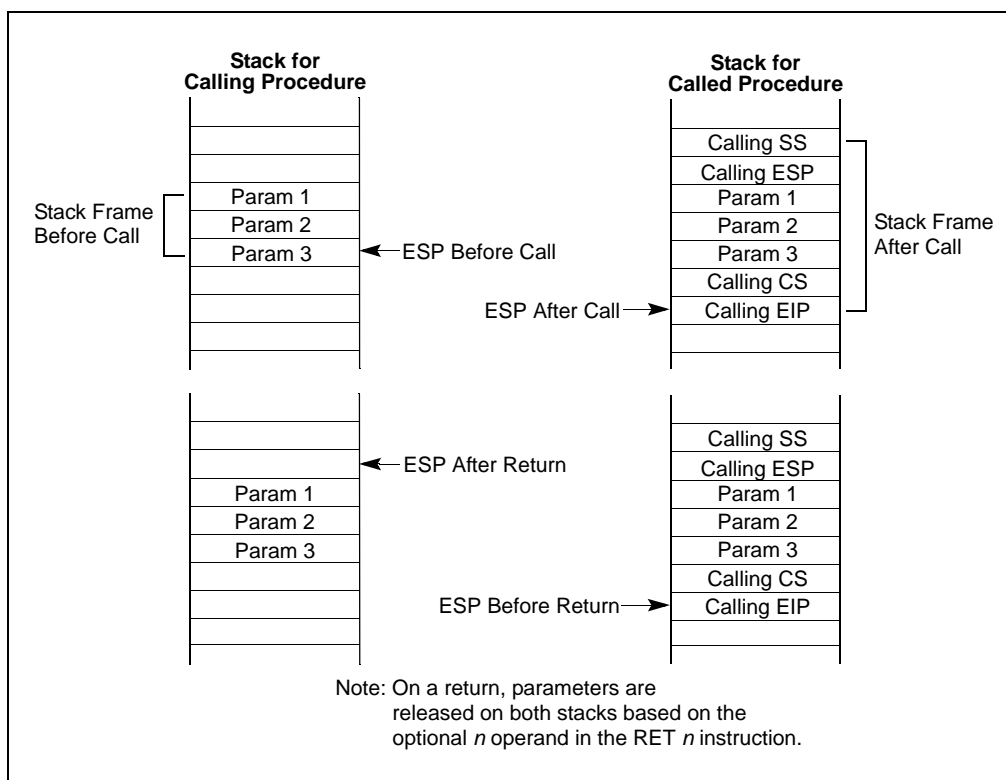 Stack for
Calling Procedure
Stack for
Called Procedure
Stack Frame
Before Call
Param 1
Param 2
Param 3
ESP Before Call
Calling SS
Calling ESP
Param 1
Param 2
Param 3
Calling CS
Calling EIP
ESP After Call
Stack Frame
After Call
ESP After Return
Param 1
Param 2
Param 3
Calling SS
Calling ESP
Param 1
Param 2
Param 3
Calling CS
Calling EIP
ESP Before Return
Note: On a return, parameters are
released on both stacks based on the
optional n operand in the RET n instruction.